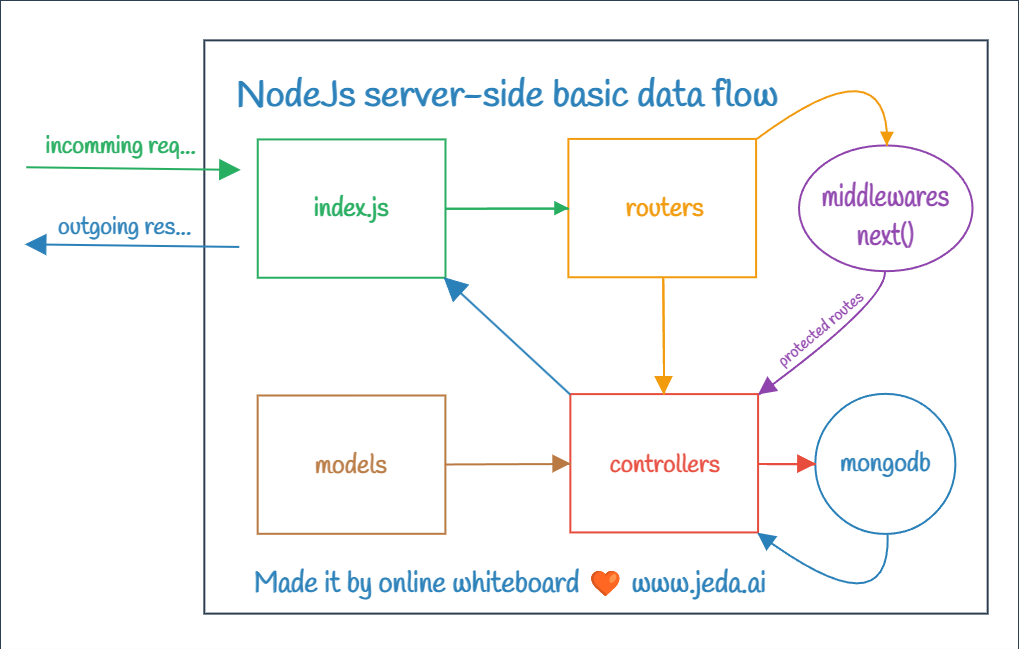 NodeJs server-side basic data flow
incomming req...
outgoing res...
index.js
routers
middlewares
next()
protected routes
models
controllers
mongodb
Made it by online whiteboard ❤️ www.jeda.ai